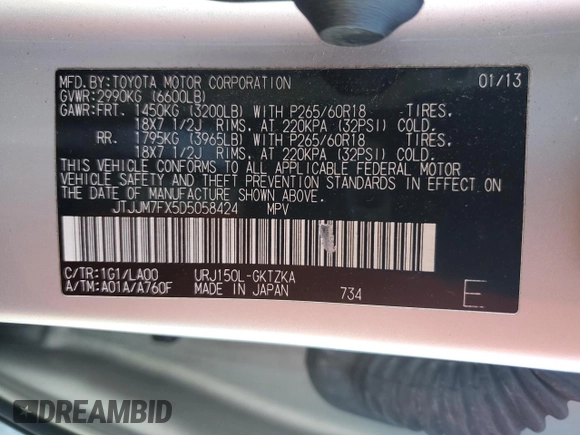 MFD.BY:TOYOTA MOTOR CORPORATION 01/13
GVWR:2990KG (6600LB)
GAWR:FRT. 1450KG (3200LB) WITH P265/60R18 TIRES.
18X7 1/2J RIMS. AT 220KPA (32PSI) COLD.
RR. 1795KG (3965LB) WITH P265/60R18 TIRES.
18X7 1/2J RIMS. AT 220KPA (32PSI) COLD.
THIS VEHICLE CONFORMS TO ALL APPLICABLE FEDERAL MOTOR
VEHICLE SAFETY AND THEFT PREVENTION STANDARDS IN EFFECT ON
THE DATE OF MANUFACTURE SHOWN ABOVE.
JTJJM7FX5D5058424 MPV
C/TR:1G1/LA00 URJ150L-GKTZKA
A/TM:A01A/A760F MADE IN JAPAN 734 E
DREAMBID